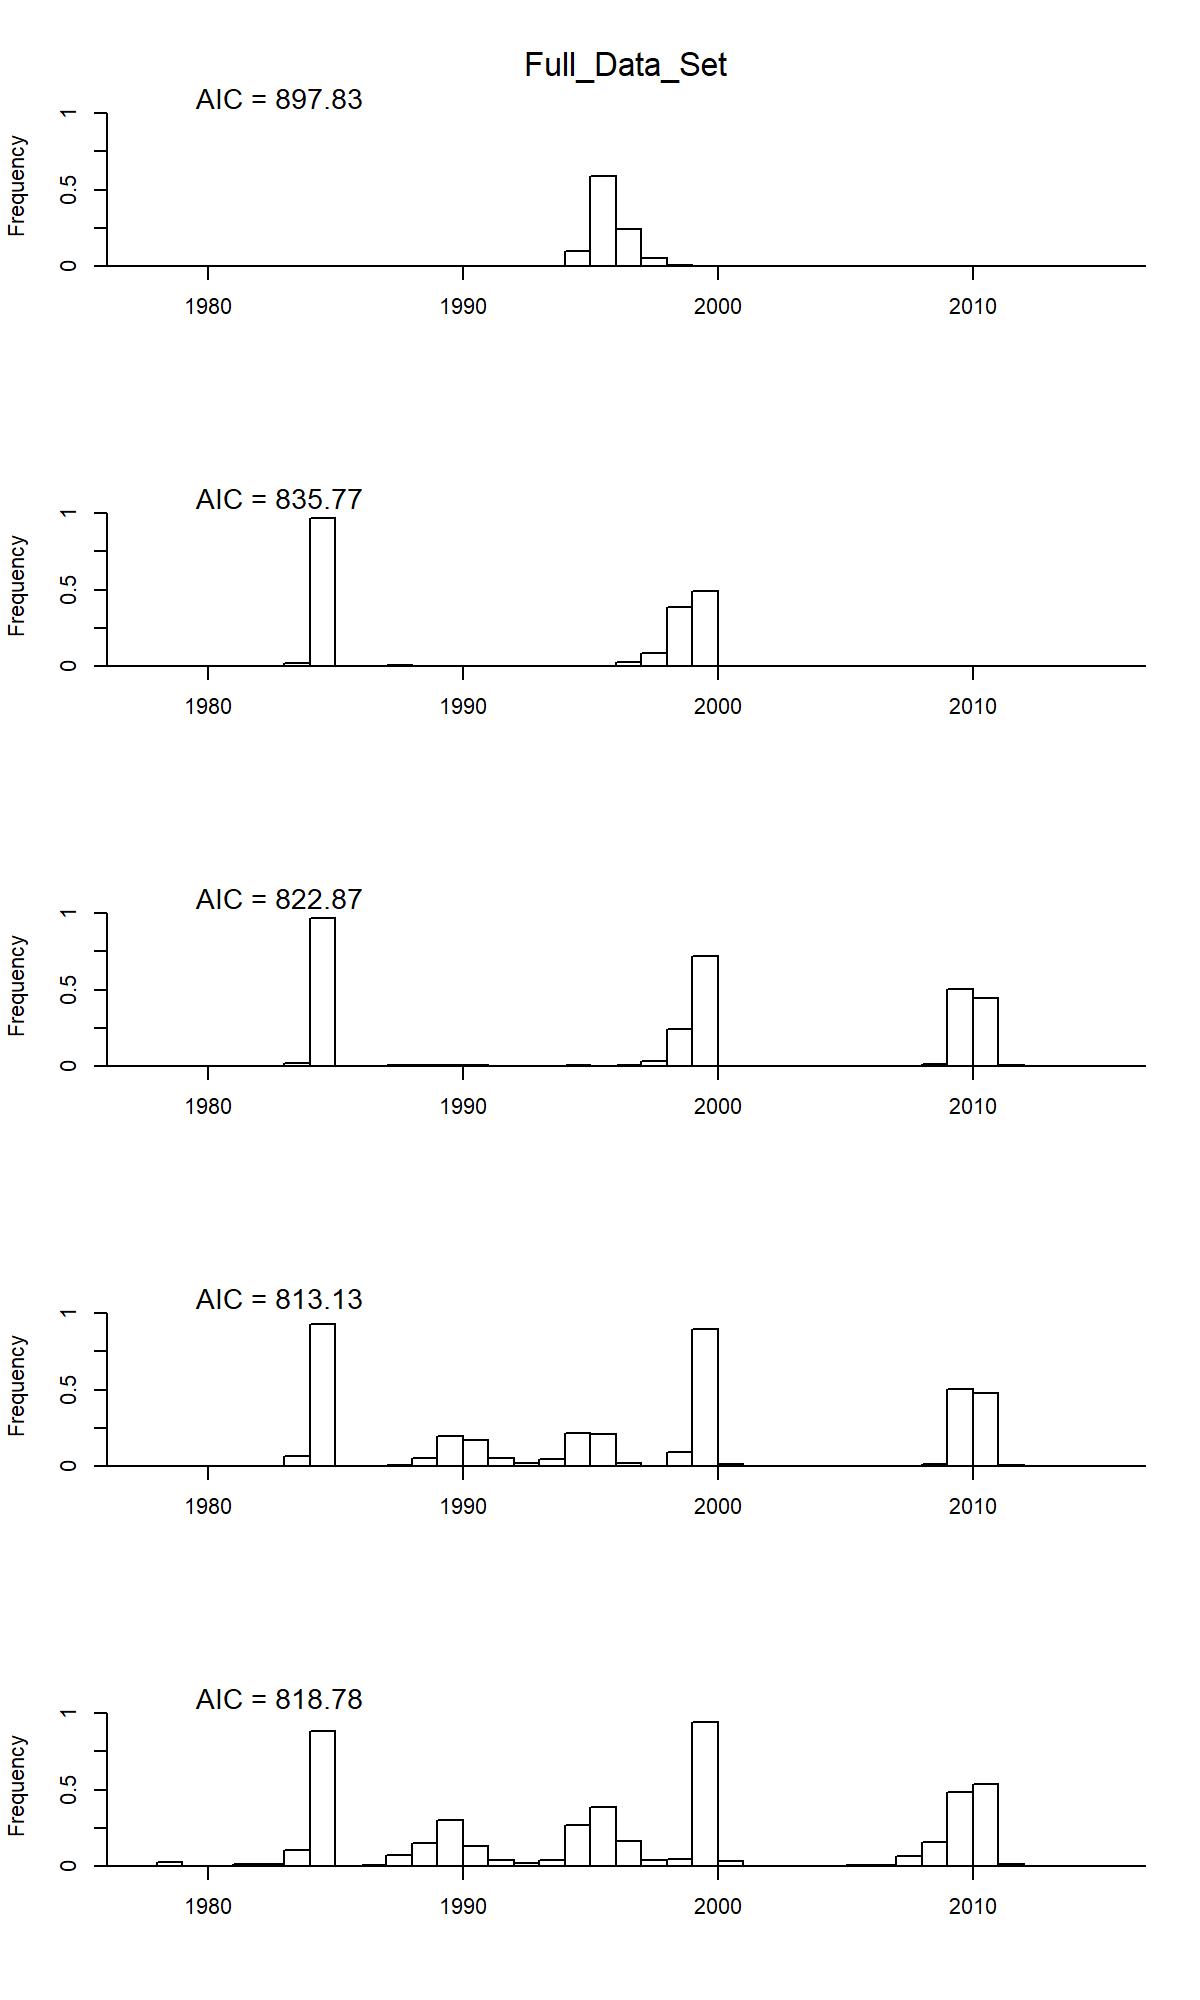 Full_Data_Set
AIC = 897.83
Frequency
0 0.5 1
1980 1990 2000 2010
AIC = 835.77
Frequency
0 0.5 1
1980 1990 2000 2010
AIC = 822.87
Frequency
0 0.5 1
1980 1990 2000 2010
AIC = 813.13
Frequency
0 0.5 1
1980 1990 2000 2010
AIC = 818.78
Frequency
0 0.5 1
1980 1990 2000 2010